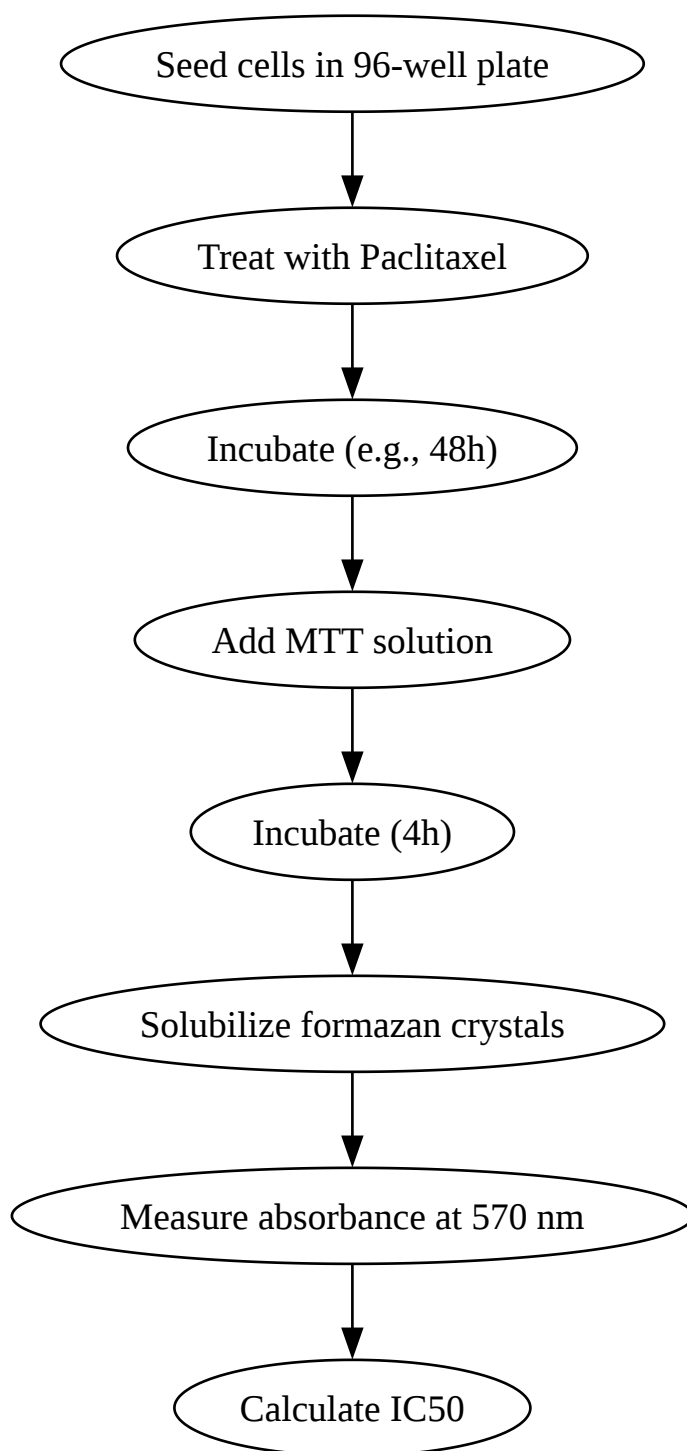 Seed cells in 96-well plate
Treat with Paclitaxel
Incubate (e.g., 48h)
Add MTT solution
Incubate (4h)
Solubilize formazan crystals
Measure absorbance at 570 nm
Calculate IC50